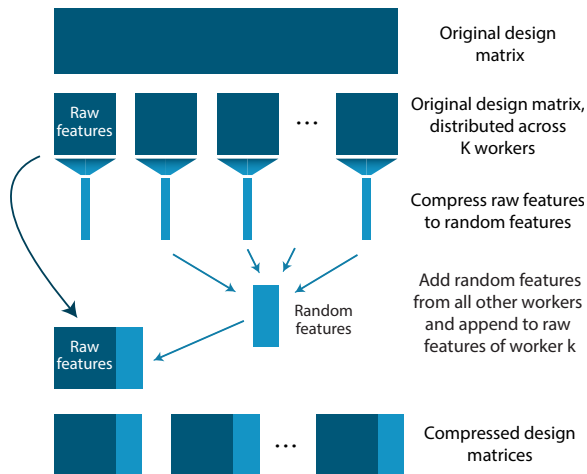 Original design
matrix
Raw
features
...
Original design matrix,
distributed across
K workers
Compress raw features
to random features
Add random features
from all other workers
and append to raw
features of worker k
Random
features
Raw
features
...
Compressed design
matrices